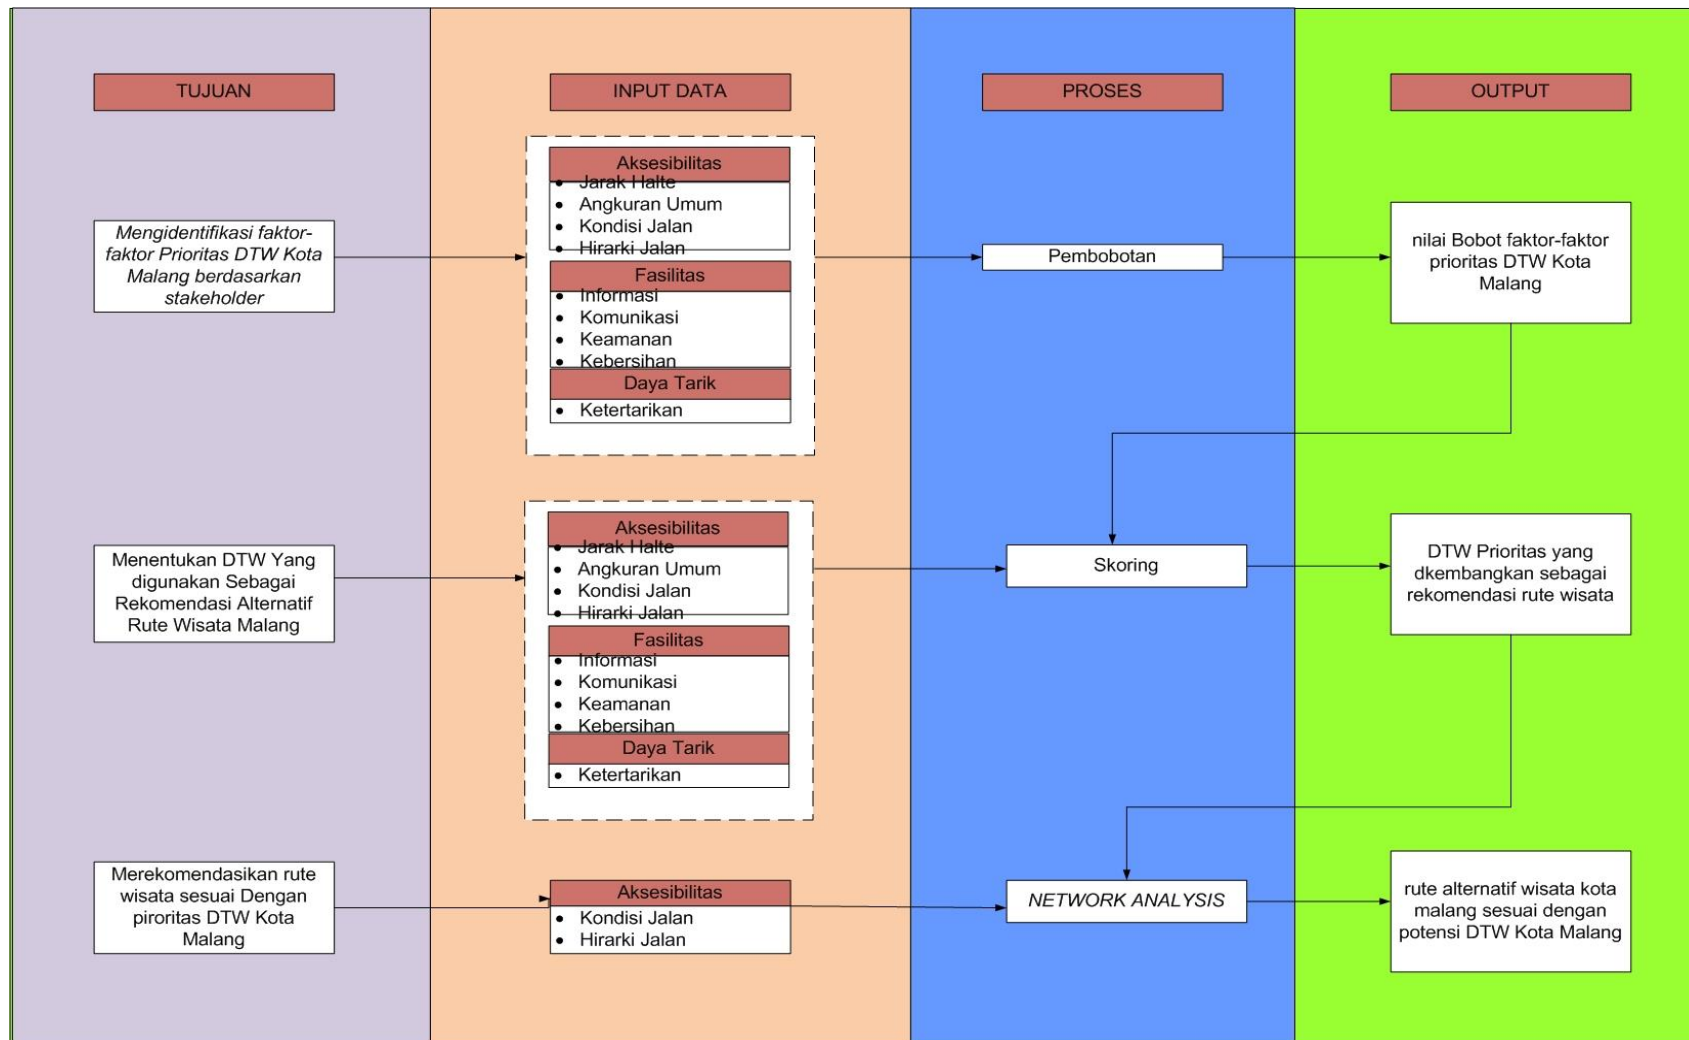 TUJUAN
INPUT DATA
PROSES
OUTPUT
Mengidentifikasi faktor-
faktor Prioritas DTW Kota
Malang berdasarkan
stakeholder
Aksesibilitas
• Jarak Halte
• Angkuran Umum
• Kondisi Jalan
• Hirarki Jalan
Fasilitas
• Informasi
• Komunikasi
• Keamanan
• Kebersihan
Daya Tarik
• Ketertarikan
Pembobotan
nilai Bobot faktor-faktor
prioritas DTW Kota
Malang
Menentukan DTW Yang
digunakan Sebagai
Rekomendasi Alternatif
Rute Wisata Malang
Aksesibilitas
• Jarak Halte
• Angkuran Umum
• Kondisi Jalan
• Hirarki Jalan
Fasilitas
• Informasi
• Komunikasi
• Keamanan
• Kebersihan
Daya Tarik
• Ketertarikan
Skoring
DTW Prioritas yang
dkembangkan sebagai
rekomendasi rute wisata
Merekomendasikan rute
wisata sesuai Dengan
piroritas DTW Kota
Malang
Aksesibilitas
• Kondisi Jalan
• Hirarki Jalan
NETWORK ANALYSIS
rute alternatif wisata kota
malang sesuai dengan
potensi DTW Kota Malang